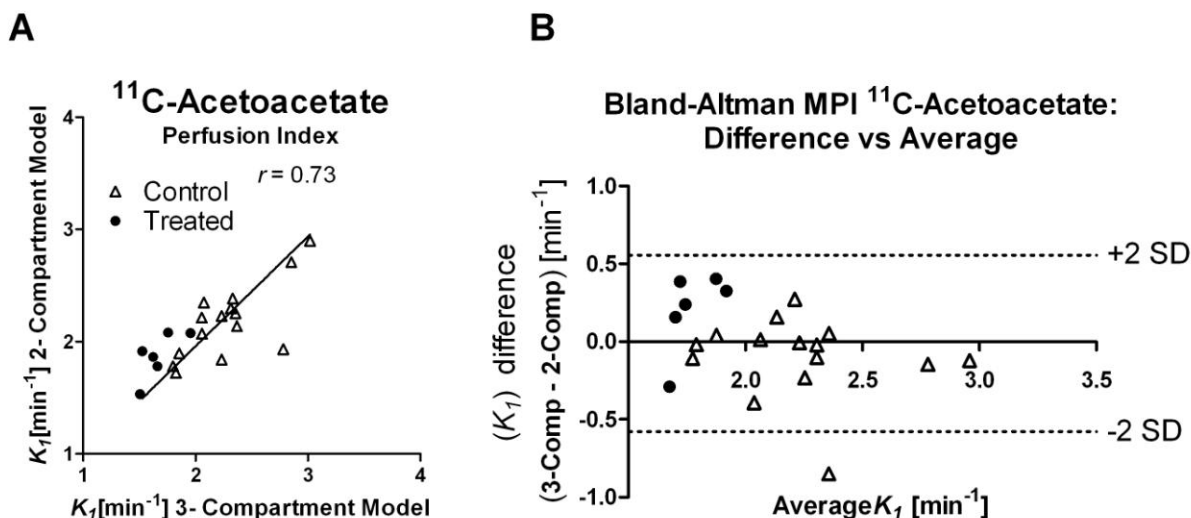 A
¹¹C-Acetoacetate
Perfusion Index
r = 0.73
Control
Treated
4
3
2
1
K₁[min⁻¹] 2- Compartment Model
1 2 3 4
K₁[min⁻¹] 3- Compartment Model
B
Bland-Altman MPI ¹¹C-Acetoacetate:
Difference vs Average
(K₁) difference
(3-Comp - 2-Comp) [min⁻¹]
1.0
0.5
0.0
-0.5
-1.0
+2 SD
2.0 2.5 3.0 3.5
-2 SD
AverageK₁ [min⁻¹]